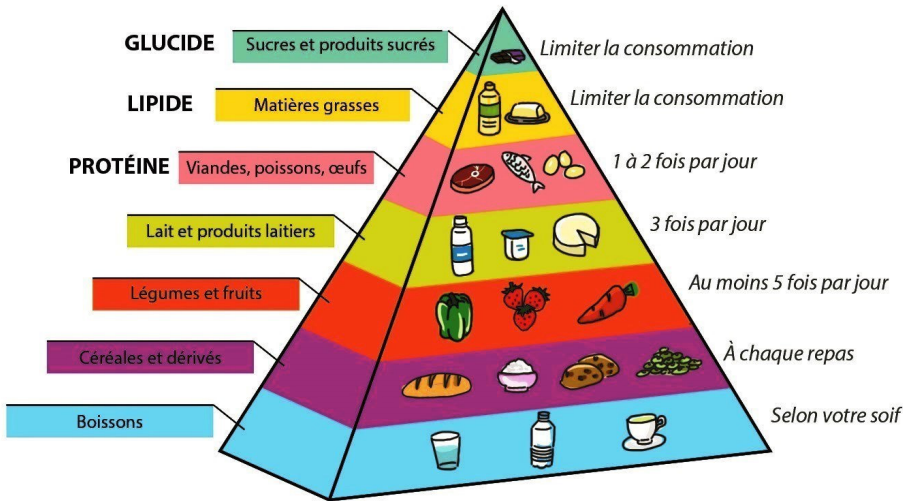 GLUCIDE
Sucres et produits sucrés
Limiter la consommation
LIPIDE
Matières grasses
Limiter la consommation
PROTÉINE
Viandes, poissons, œufs
1 à 2 fois par jour
Lait et produits laitiers
3 fois par jour
Légumes et fruits
Au moins 5 fois par jour
Céréales et dérivés
À chaque repas
Boissons
Selon votre soif